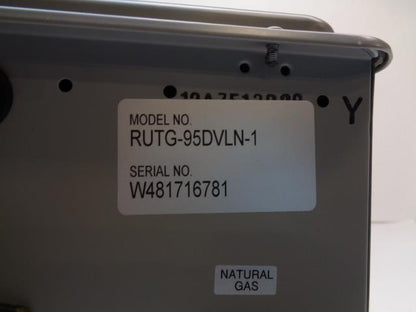 Y
MODEL NO.
RUTG-95DVLN-1
SERIAL NO.
W481716781
NATURAL
GAS